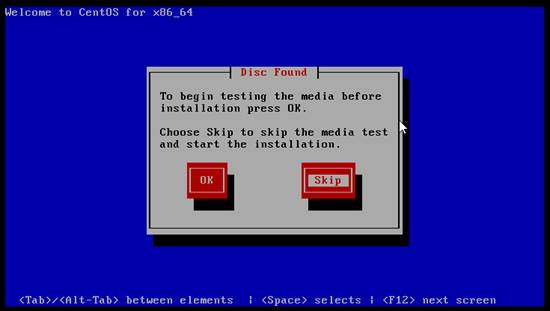 Welcome to CentOS for x86_64
Disc Found
To begin testing the media before
installation press OK.
Choose Skip to skip the media test
and start the installation.
OK Skip
<Tab>/<Alt-Tab> between elements | <Space> selects | <F12> next screen